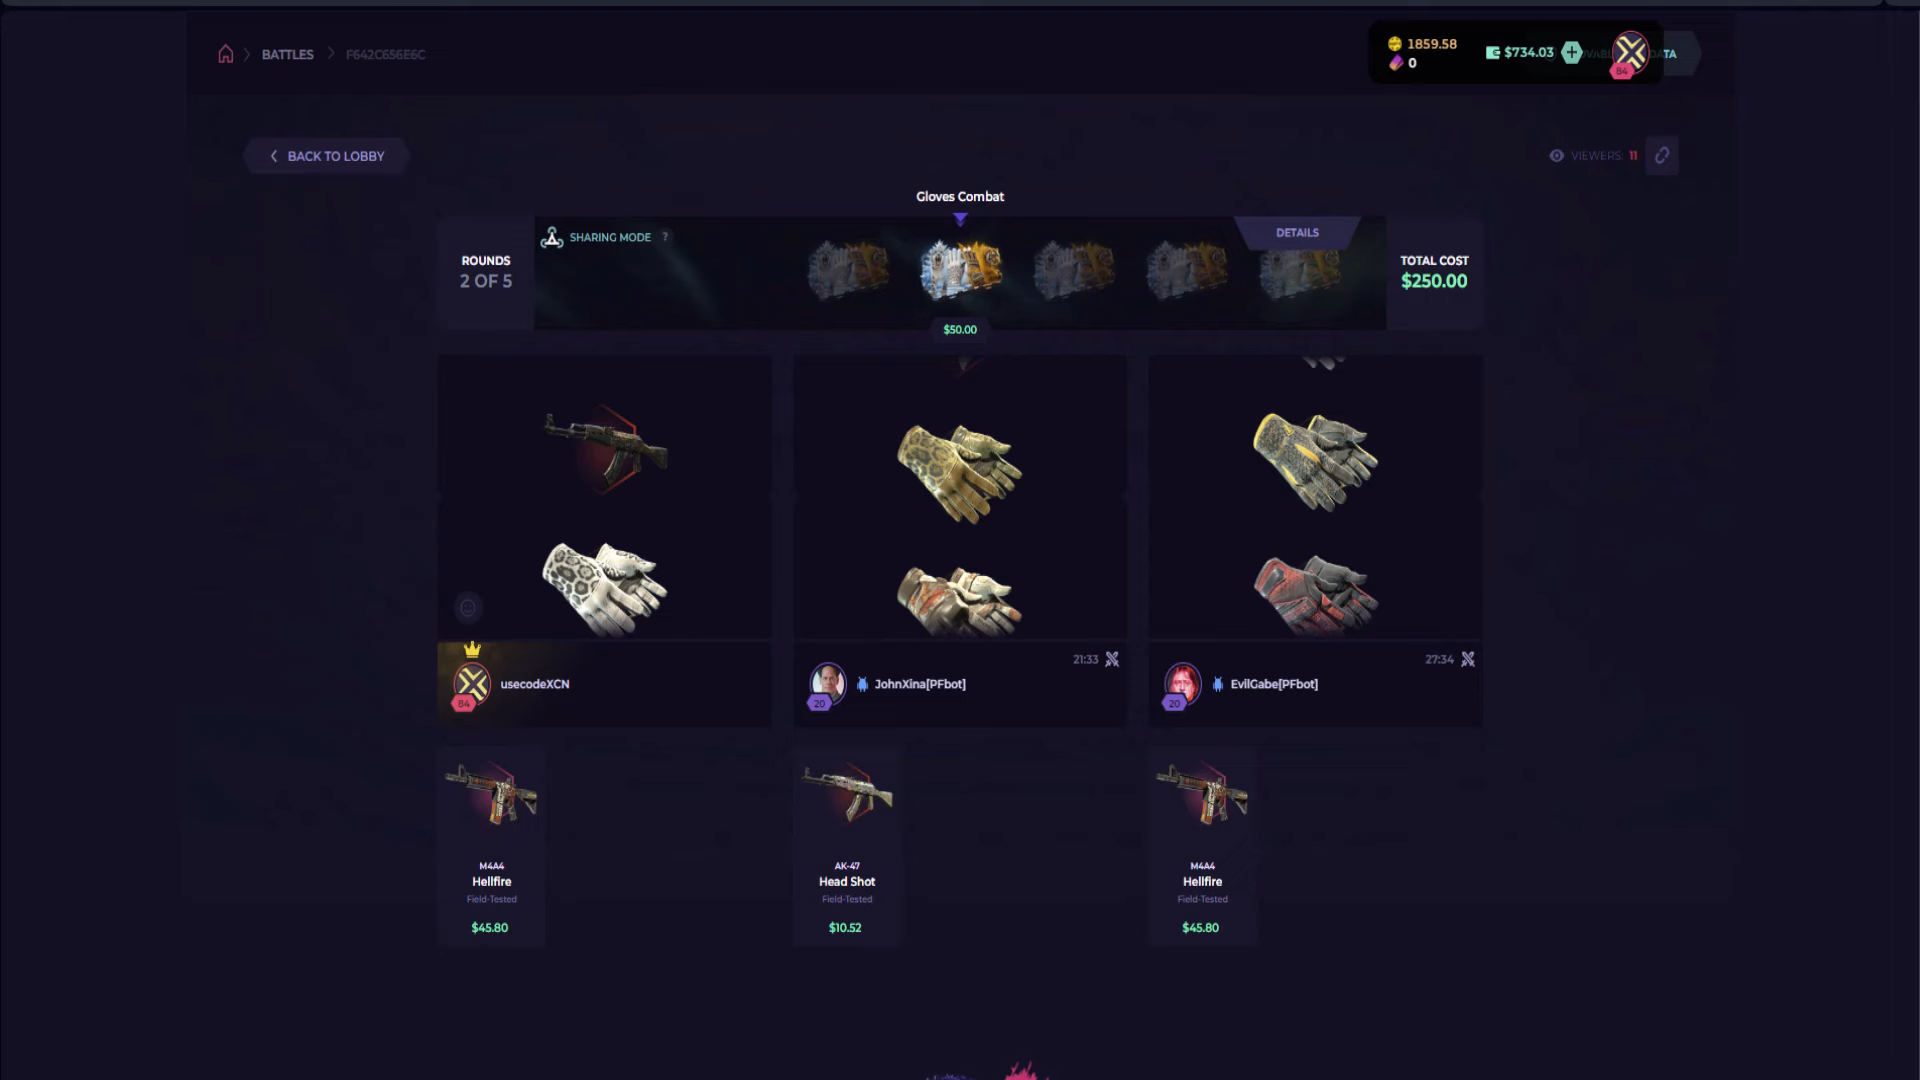 1859.58
0
$734.03
84
BATTLES
F642C656E6C
BACK TO LOBBY
VIEWERS: 11
Gloves Combat
ROUNDS
2 OF 5
SHARING MODE ?
DETAILS
TOTAL COST
$250.00
$50.00
84
usecodeXCN
21:33
20
JohnXina[PFbot]
27:34
20
EvilGabe[PFbot]
M4A4
Hellfire
Field-Tested
$45.80
AK-47
Head Shot
Field-Tested
$10.52
M4A4
Hellfire
Field-Tested
$45.80